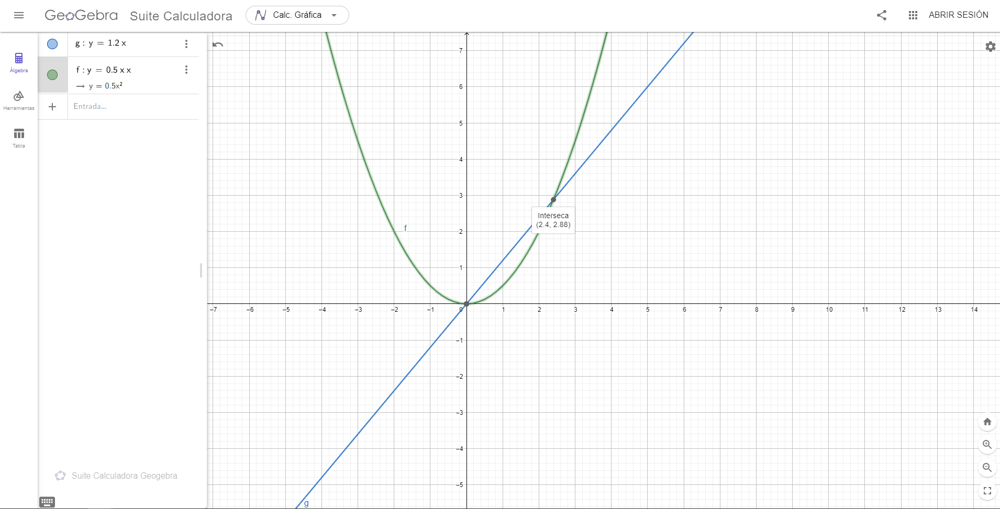 GeoGebra Suite Calculadora Calc. Gráfica ABRIR SESIÓN
Álgebra
Herramientas
Tabla
g : y = 1.2 x
f : y = 0.5 x x
→ y = 0.5x²
Entrada...
Suite Calculadora Geogebra
7
6
5
4
3
2
1
–7 –6 –5 –4 –3 –2 –1 0 1 2 3 4 5 6 7 8 9 10 11 12 13 14
–1
–2
–3
–4
–5
f
Interseca
(2.4, 2.88)
g